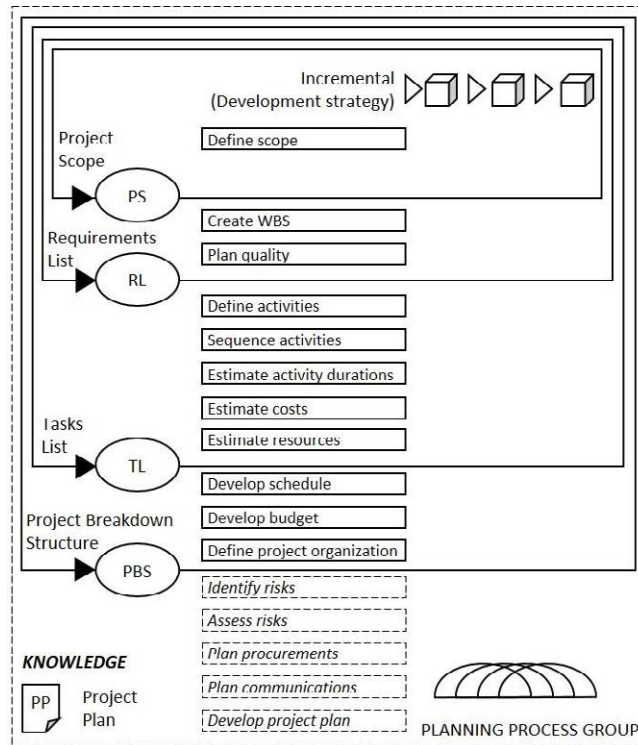 Incremental
(Development strategy)
Define scope
Project
Scope
PS
Create WBS
Requirements
List
Plan quality
RL
Define activities
Sequence activities
Estimate activity durations
Estimate costs
Tasks
List
Estimate resources
TL
Develop schedule
Develop budget
Project Breakdown
Structure
Define project organization
PBS
Identify risks
Assess risks
Plan procurements
KNOWLEDGE
Plan communications
PP
Project
Plan
Develop project plan
PLANNING PROCESS GROUP